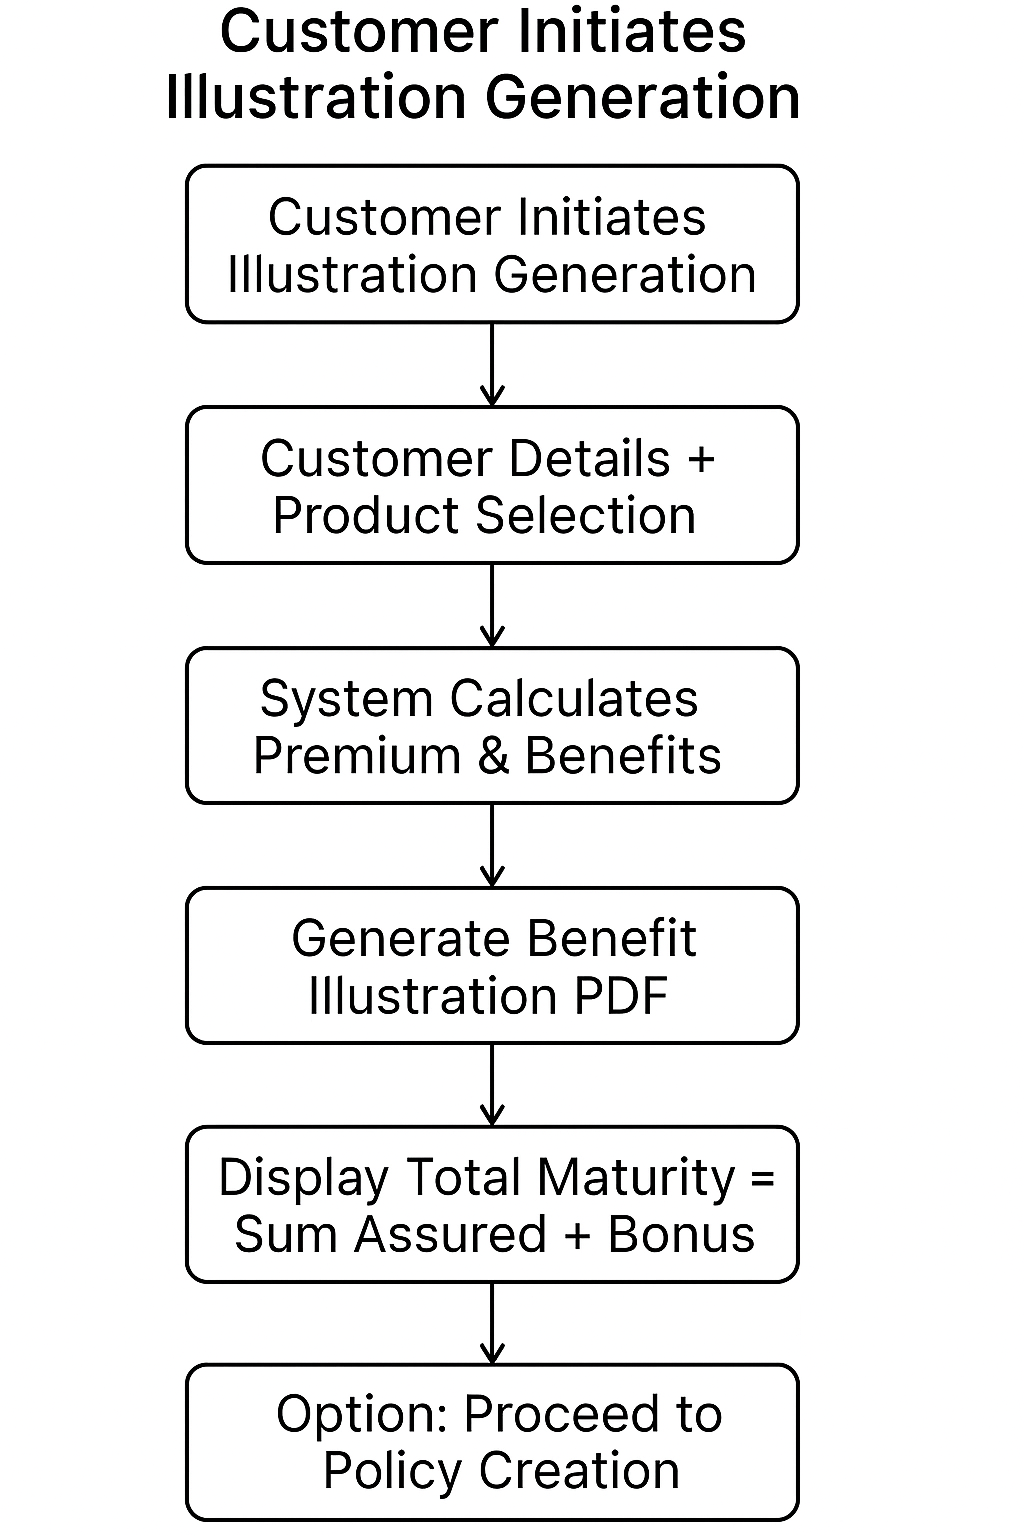 Customer Initiates
Illustration Generation
Customer Initiates
Illustration Generation
Customer Details +
Product Selection
System Calculates
Premium & Benefits
Generate Benefit
Illustration PDF
Display Total Maturity =
Sum Assured + Bonus
Option: Proceed to
Policy Creation